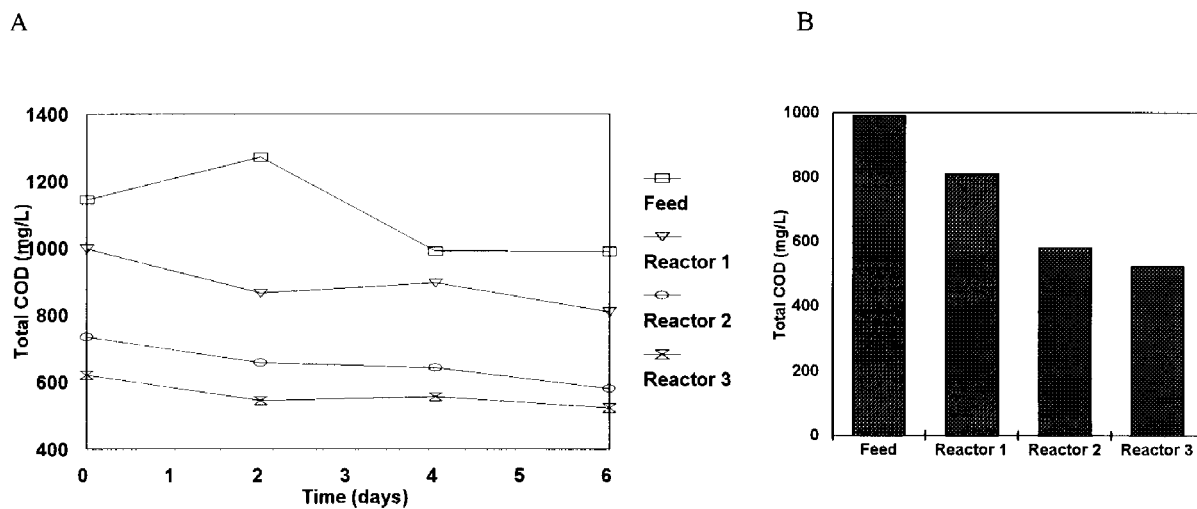 A
B
1400
1200
1000
800
600
400
Total COD (mg/L)
0
1
2
3
4
5
6
Time (days)
Feed
Reactor 1
Reactor 2
Reactor 3
1000
800
600
400
200
0
Total COD (mg/L)
Feed
Reactor 1
Reactor 2
Reactor 3